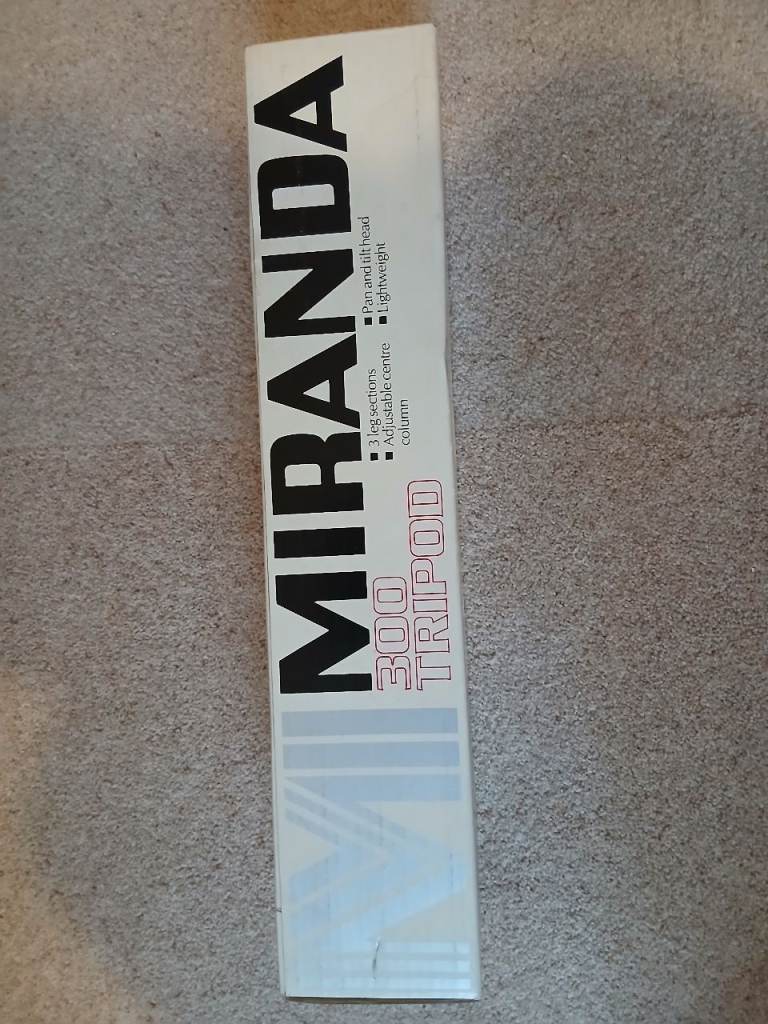 MIRANDA
300
TRIPOD
■ 3 leg sections
■ Adjustable centre
column
■ Pan and tilt head
■ Lightweight